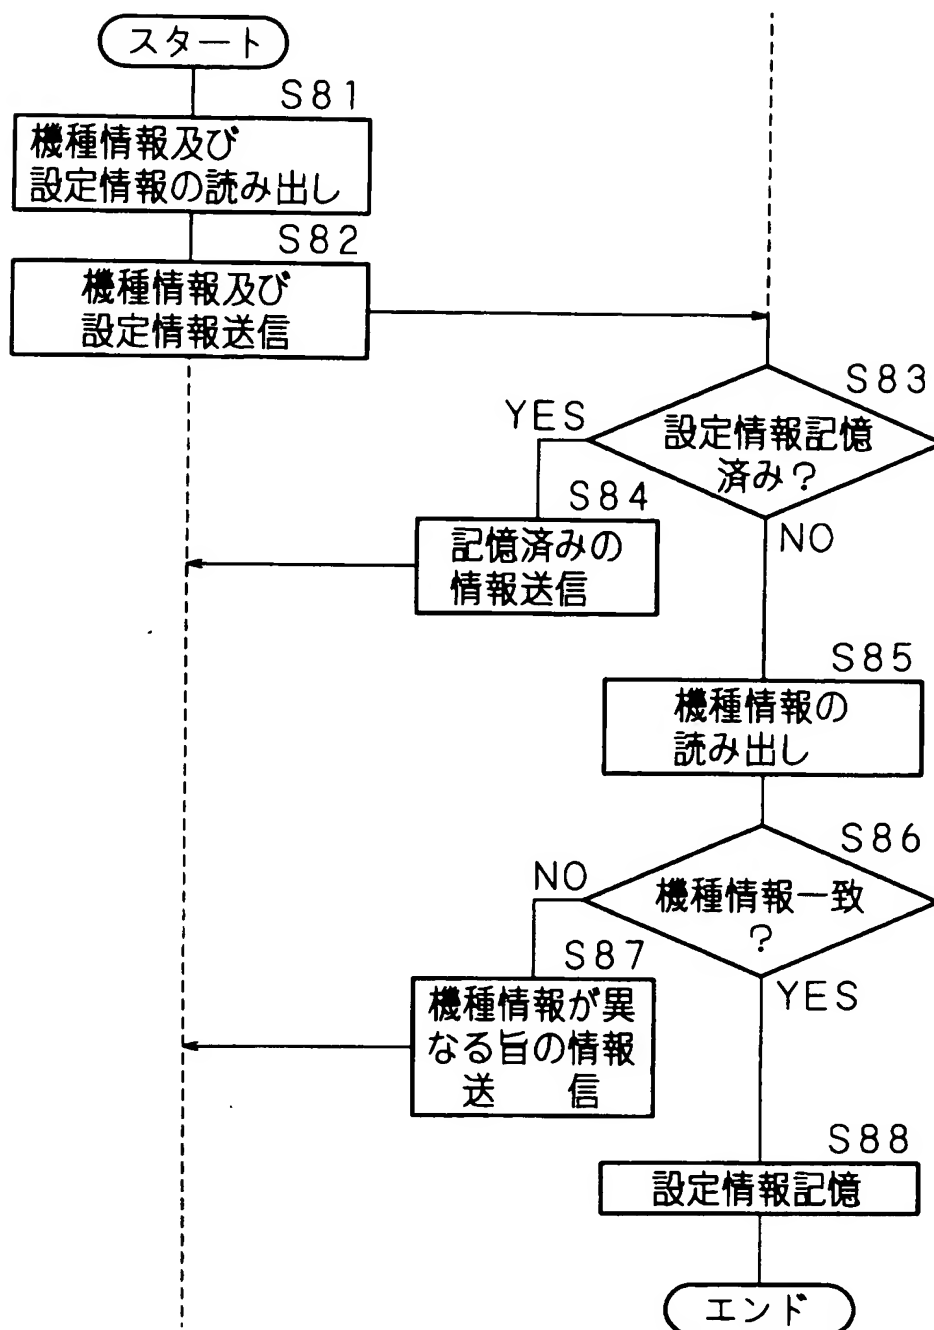 スタート
S81
機種情報及び
設定情報の読み出し
S82
機種情報及び
設定情報送信
S83
YES
設定情報記憶
済み?
S84
NO
記憶済みの
情報送信
S85
機種情報の
読み出し
S86
NO
機種情報一致
?
S87
YES
機種情報が異
なる旨の情報
送 信
S88
設定情報記憶
エンド